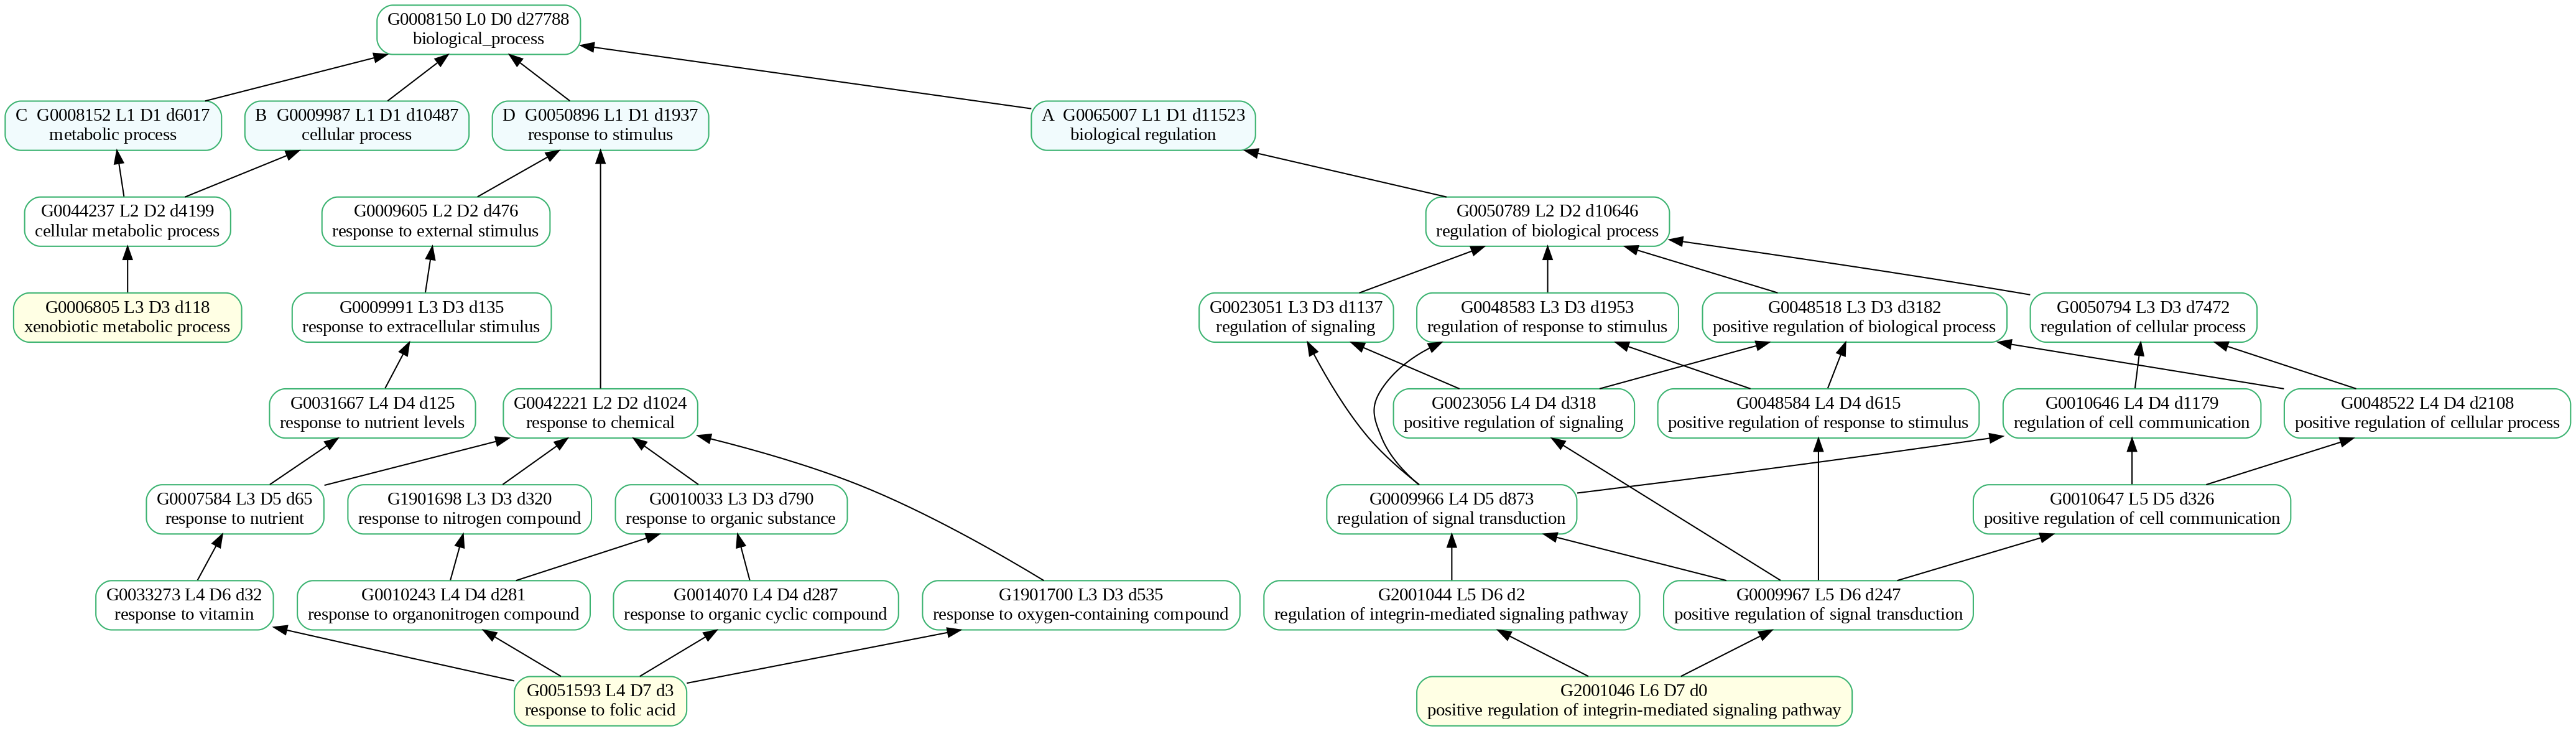 G0008150 L0 D0 d27788
biological_process
C  G0008152 L1 D1 d6017
metabolic process
B  G0009987 L1 D1 d10487
cellular process
D  G0050896 L1 D1 d1937
response to stimulus
A  G0065007 L1 D1 d11523
biological regulation
G0044237 L2 D2 d4199
cellular metabolic process
G0009605 L2 D2 d476
response to external stimulus
G0050789 L2 D2 d10646
regulation of biological process
G0006805 L3 D3 d118
xenobiotic metabolic process
G0009991 L3 D3 d135
response to extracellular stimulus
G0023051 L3 D3 d1137
regulation of signaling
G0048583 L3 D3 d1953
regulation of response to stimulus
G0048518 L3 D3 d3182
positive regulation of biological process
G0050794 L3 D3 d7472
regulation of cellular process
G0031667 L4 D4 d125
response to nutrient levels
G0042221 L2 D2 d1024
response to chemical
G0023056 L4 D4 d318
positive regulation of signaling
G0048584 L4 D4 d615
positive regulation of response to stimulus
G0010646 L4 D4 d1179
regulation of cell communication
G0048522 L4 D4 d2108
positive regulation of cellular process
G0007584 L3 D5 d65
response to nutrient
G1901698 L3 D3 d320
response to nitrogen compound
G0010033 L3 D3 d790
response to organic substance
G0009966 L4 D5 d873
regulation of signal transduction
G0010647 L5 D5 d326
positive regulation of cell communication
G0033273 L4 D6 d32
response to vitamin
G0010243 L4 D4 d281
response to organonitrogen compound
G0014070 L4 D4 d287
response to organic cyclic compound
G1901700 L3 D3 d535
response to oxygen-containing compound
G2001044 L5 D6 d2
regulation of integrin-mediated signaling pathway
G0009967 L5 D6 d247
positive regulation of signal transduction
G0051593 L4 D7 d3
response to folic acid
G2001046 L6 D7 d0
positive regulation of integrin-mediated signaling pathway